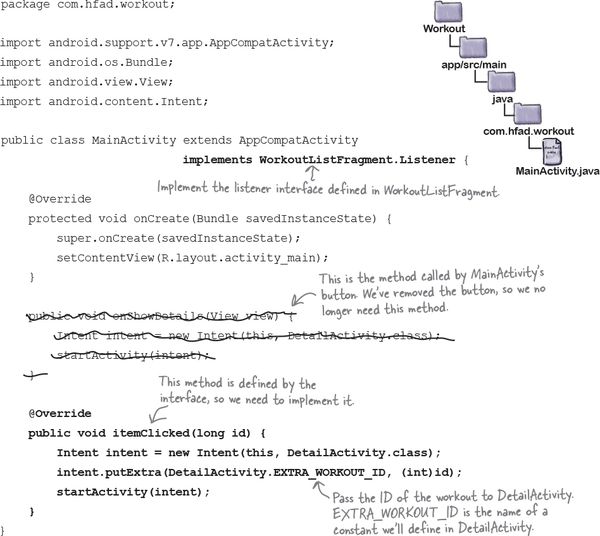 package com.hfad.workout;
Workout
app/src/main
java
com.hfad.workout
MainActivity.java
import android.support.v7.app.AppCompatActivity;
import android.os.Bundle;
import android.view.View;
import android.content.Intent;
public class MainActivity extends AppCompatActivity
implements WorkoutListFragment.Listener {
Implement the listener interface defined in WorkoutListFragment.
@Override
protected void onCreate(Bundle savedInstanceState) {
super.onCreate(savedInstanceState);
setContentView(R.layout.activity_main);
}
This is the method called by MainActivity's
button. We've removed the button, so we no
longer need this method.
public void onShowDetails(View view) {
Intent intent = new Intent(this, DetailActivity.class);
startActivity(intent);
}
This method is defined by the
interface, so we need to implement it.
@Override
public void itemClicked(long id) {
Intent intent = new Intent(this, DetailActivity.class);
intent.putExtra(DetailActivity.EXTRA_WORKOUT_ID, (int)id);
startActivity(intent);
}
Pass the ID of the workout to DetailActivity.
EXTRA_WORKOUT_ID is the name of a
constant we'll define in DetailActivity.
}